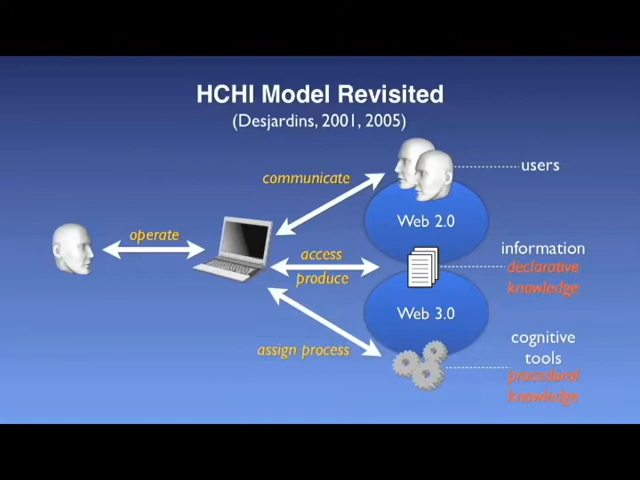 HCHI Model Revisited
(Desjardins, 2001, 2005)
communicate
users
Web 2.0
operate
access
produce
information
declarative
knowledge
Web 3.0
assign process
cognitive
tools
procedural
knowledge